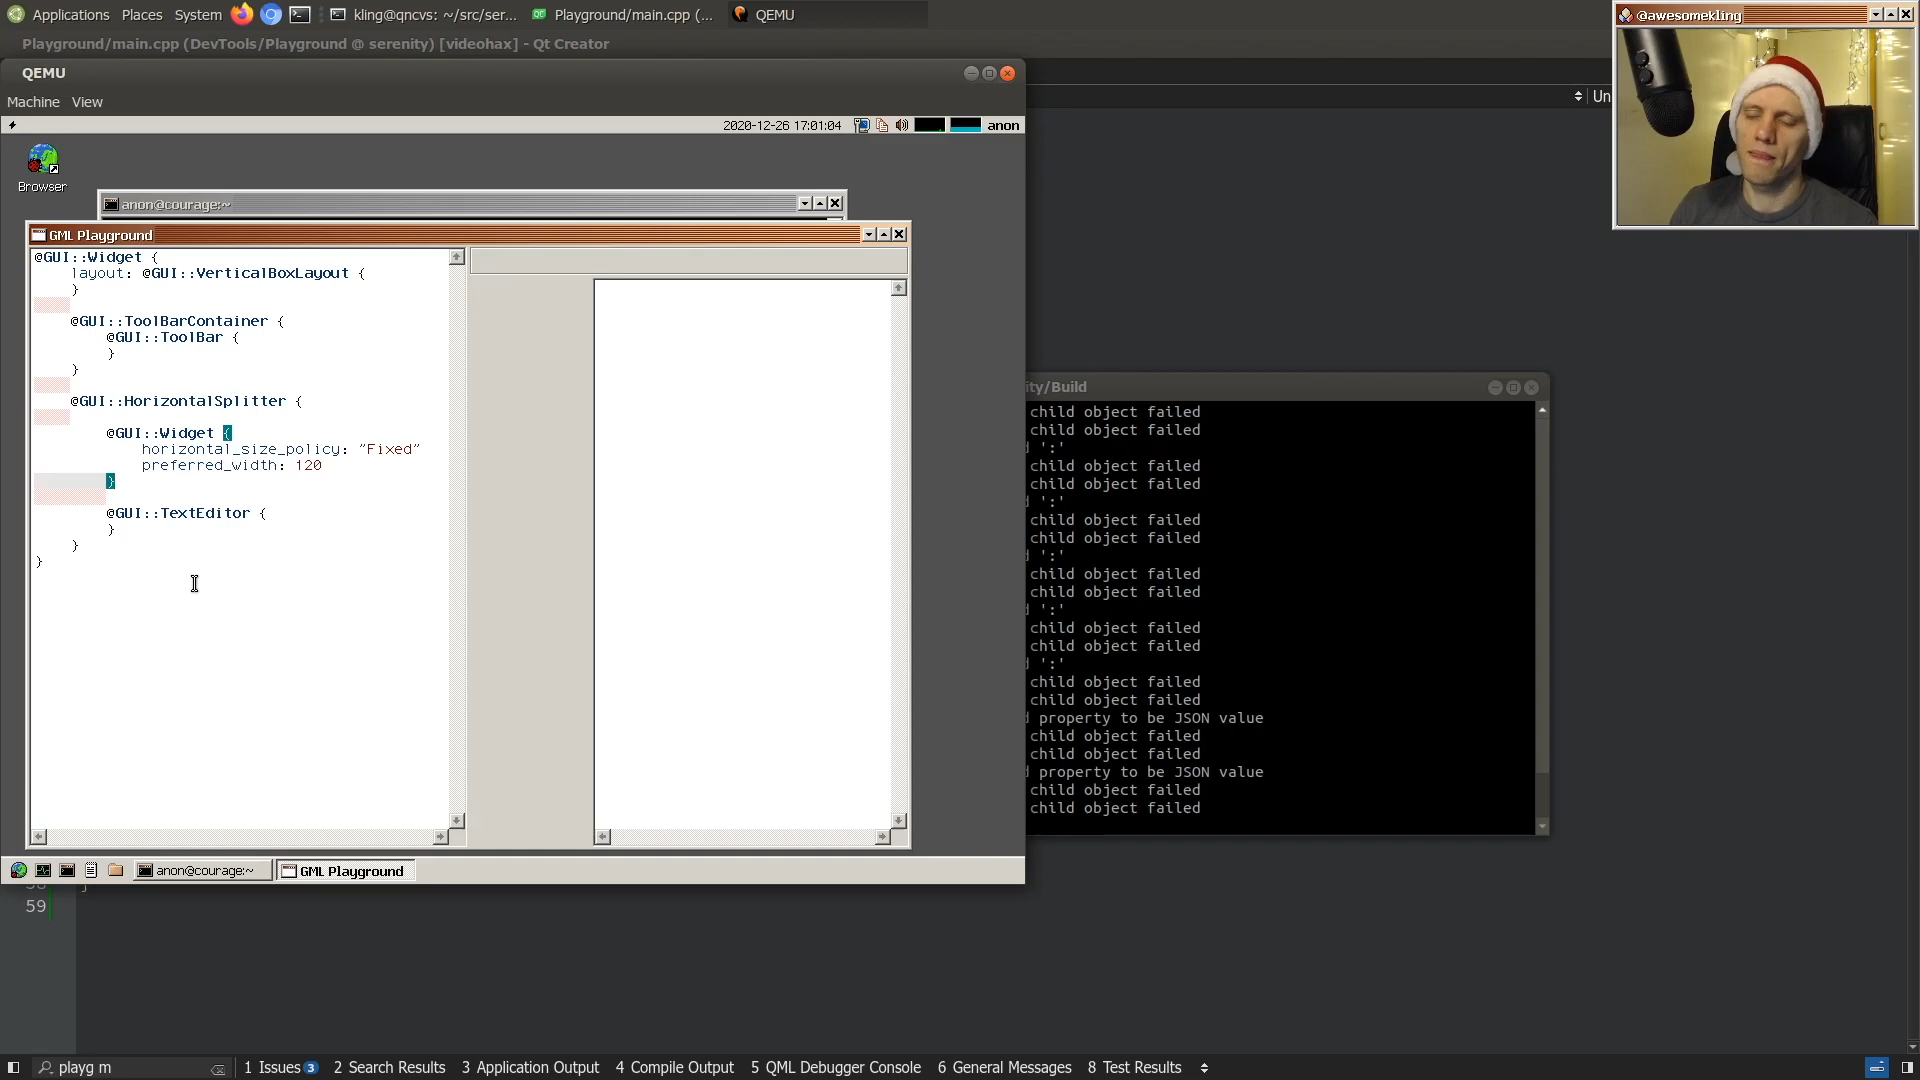 Applications Places System kling@qncvs: ~/src/ser... Playground/main.cpp (... QEMU
Playground/main.cpp (DevTools/Playground @ serenity) [videohax] - Qt Creator
@awesomekling
QEMU
Machine View
Un
2020-12-26 17:01:04 anon
Browser
anon@courage:~
GML Playground
@GUI::Widget {
layout: @GUI::VerticalBoxLayout {
}
@GUI::ToolBarContainer {
@GUI::ToolBar {
}
}
@GUI::HorizontalSplitter {
@GUI::Widget {
horizontal_size_policy: "Fixed"
preferred_width: 120
}
@GUI::TextEditor {
}
}
}
ity/Build
child object failed
child object failed
':'
child object failed
child object failed
':'
child object failed
child object failed
':'
child object failed
child object failed
':'
child object failed
child object failed
':'
child object failed
child object failed
property to be JSON value
child object failed
child object failed
property to be JSON value
child object failed
child object failed
anon@courage:~ GML Playground
59
playg m 1 Issues 3 2 Search Results 3 Application Output 4 Compile Output 5 QML Debugger Console 6 General Messages 8 Test Results